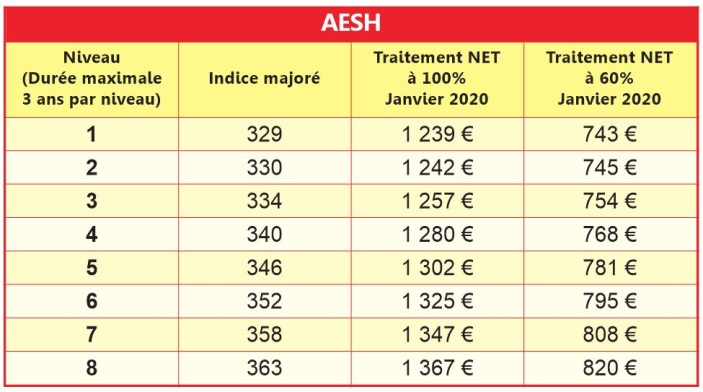 AESH
Niveau
(Durée maximale
3 ans par niveau)
Indice majoré
Traitement NET
à 100%
Janvier 2020
Traitement NET
à 60%
Janvier 2020
1 329 1 239 € 743 €
2 330 1 242 € 745 €
3 334 1 257 € 754 €
4 340 1 280 € 768 €
5 346 1 302 € 781 €
6 352 1 325 € 795 €
7 358 1 347 € 808 €
8 363 1 367 € 820 €